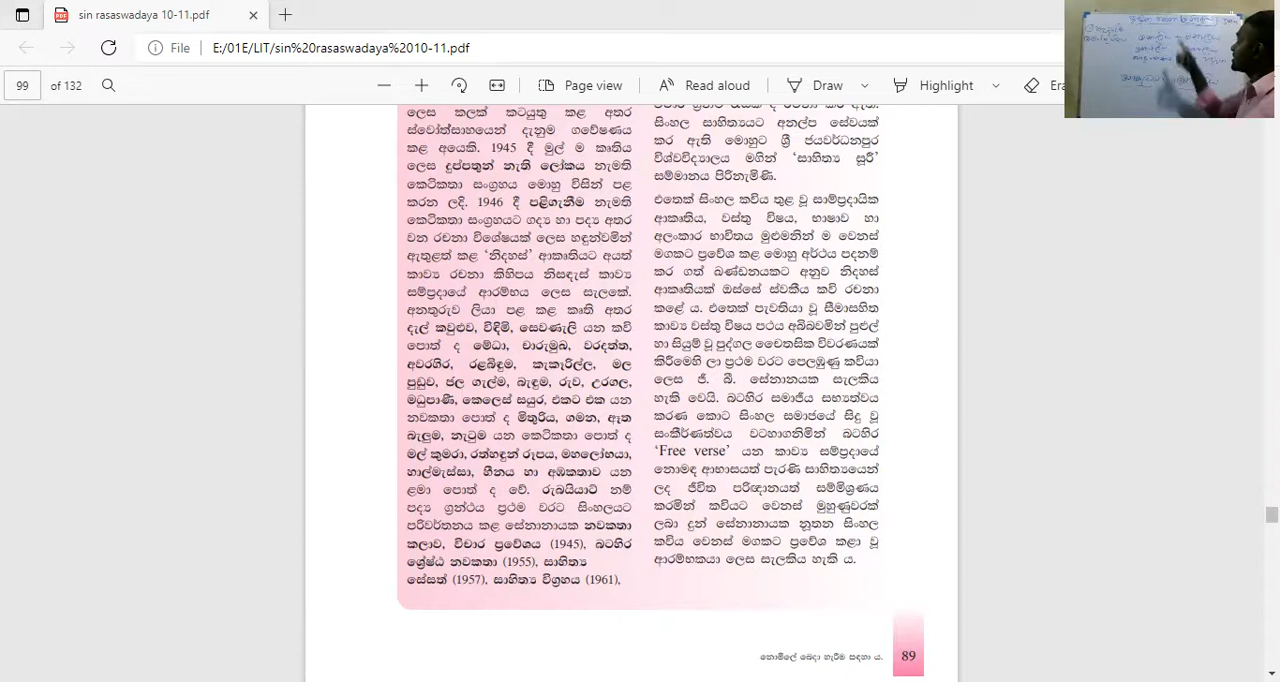 sin rasaswadaya 10-11.pdf
File
E:/01E/LIT/sin%20rasaswadaya%2010-11.pdf
99
of 132
Page view
Read aloud
Draw
Highlight
ලෙස කලක් කටයුතු කළ අතර
ස්වෝත්සාහයෙන් දැනුම ගවේෂණය
කළ අයෙකි. 1945 දී මුල් ම කෘතිය
ලෙස දුප්පතුන් නැති ලෝකය නැමති
කෙටිකතා සංග්‍රහය මොහු විසින් පළ
කරන ලදි. 1946 දී පළිගැනීම නැමති
කෙටිකතා සංග්‍රහයට ගද්‍ය හා පද්‍ය අතර
වන රචනා විශේෂයක් ලෙස හඳුන්වමින්
ඇතුළත් කළ ‘නිදහස්’ ආකෘතියට අයත්
කාව්‍ය රචනා කිහිපය නිසඳැස් කාව්‍ය
සම්ප්‍රදායේ ආරම්භය ලෙස සැලකේ.
අනතුරුව ලියා පළ කළ කෘති අතර
දැල් කවුළුව, විඳිමි, සෙවණැලි යන කවි
පොත් ද මේධා, චාරුමුඛ, වරදත්ත,
අවරගිර, රළබිඳුම, කැකෑරිල්ල, මල
පුඩුව, ජල ගැල්ම, බැඳුම, රුව, උරගල,
මධුපාණී, කෙලෙස් සයුර, එකට එක යන
නවකතා පොත් ද මිතුරිය, ගමන, ඈත
බැලුම, නැටුම යන කෙටිකතා පොත් ද
මල් කුමරා, රත්හඳුන් රූපය, මහලෝභයා,
හාල්මැස්සා, හීනය හා අඹකතාව යන
ළමා පොත් ද වේ. රුබයියාට් නම්
පද්‍ය ග්‍රන්ථය ප්‍රථම වරට සිංහලයට
පරිවර්තනය කළ සේනානායක නවකතා
කලාව, විචාර ප්‍රවේශය (1945), බටහිර
ශ්‍රේෂ්ඨ නවකතා (1955), සාහිත්‍ය
සේසත් (1957), සාහිත්‍ය විග්‍රහය (1961),
සිංහල සාහිත්‍යයට අනල්ප සේවයක්
කර ඇති මොහුට ශ්‍රී ජයවර්ධනපුර
විශ්වවිද්‍යාලය මගින් ‘සාහිත්‍ය සූරී’
සම්මානය පිරිනැමිණි.
එතෙක් සිංහල කවිය තුළ වූ සාම්ප්‍රදායික
ආකෘතිය, වස්තු විෂය, භාෂාව හා
අලංකාර භාවිතය මුළුමනින් ම වෙනස්
මගකට ප්‍රවේශ කළ මොහු අර්ථය පදනම්
කර ගත් ඛණ්ඩනයකට අනුව නිදහස්
ආකෘතියක් ඔස්සේ ස්වකීය කවි රචනා
කළේ ය. එතෙක් පැවතියා වූ සීමාසහිත
කාව්‍ය වස්තු විෂය පථය අබිබවමින් පුළුල්
හා සියුම් වූ පුද්ගල චෛතසික විවරණයක්
කිරීමෙහි ලා ප්‍රථම වරට පෙලඹුණු කවියා
ලෙස ජී. බී. සේනානයක සැලකිය
හැකි වෙයි. බටහිර සමාජීය සභ්‍යත්වය
කරණ කොට සිංහල සමාජයේ සිදු වූ
සංකීර්ණත්වය වටහාගනිමින් බටහිර
‘Free verse’ යන කාව්‍ය සම්ප්‍රදායේ
නොමඳ ආභාසයත් පැරණි සාහිත්‍යයෙන්
ලද ජීවිත පරිඥානයත් සම්මිශ්‍රණය
කරමින් කවියට වෙනස් මුහුණුවරක්
ලබා දුන් සේනානායක නූතන සිංහල
කවිය වෙනස් මගකට ප්‍රවේශ කළා වූ
ආරම්භකයා ලෙස සැලකිය හැකි ය.
නොමිලේ බෙදා හැරීම සඳහා ය.
89